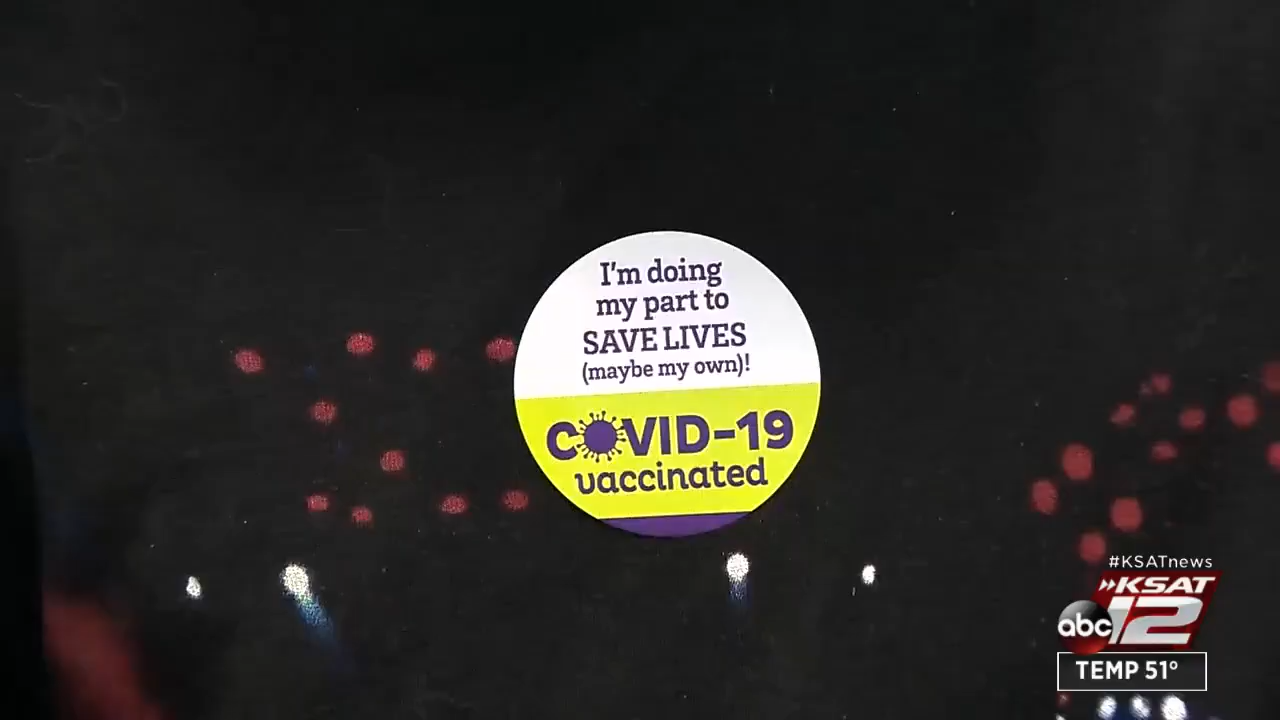 I'm doing
my part to
SAVE LIVES
(maybe my own)!
COVID-19
vaccinated
#KSATnews
KSAT
abc 12
TEMP 51°